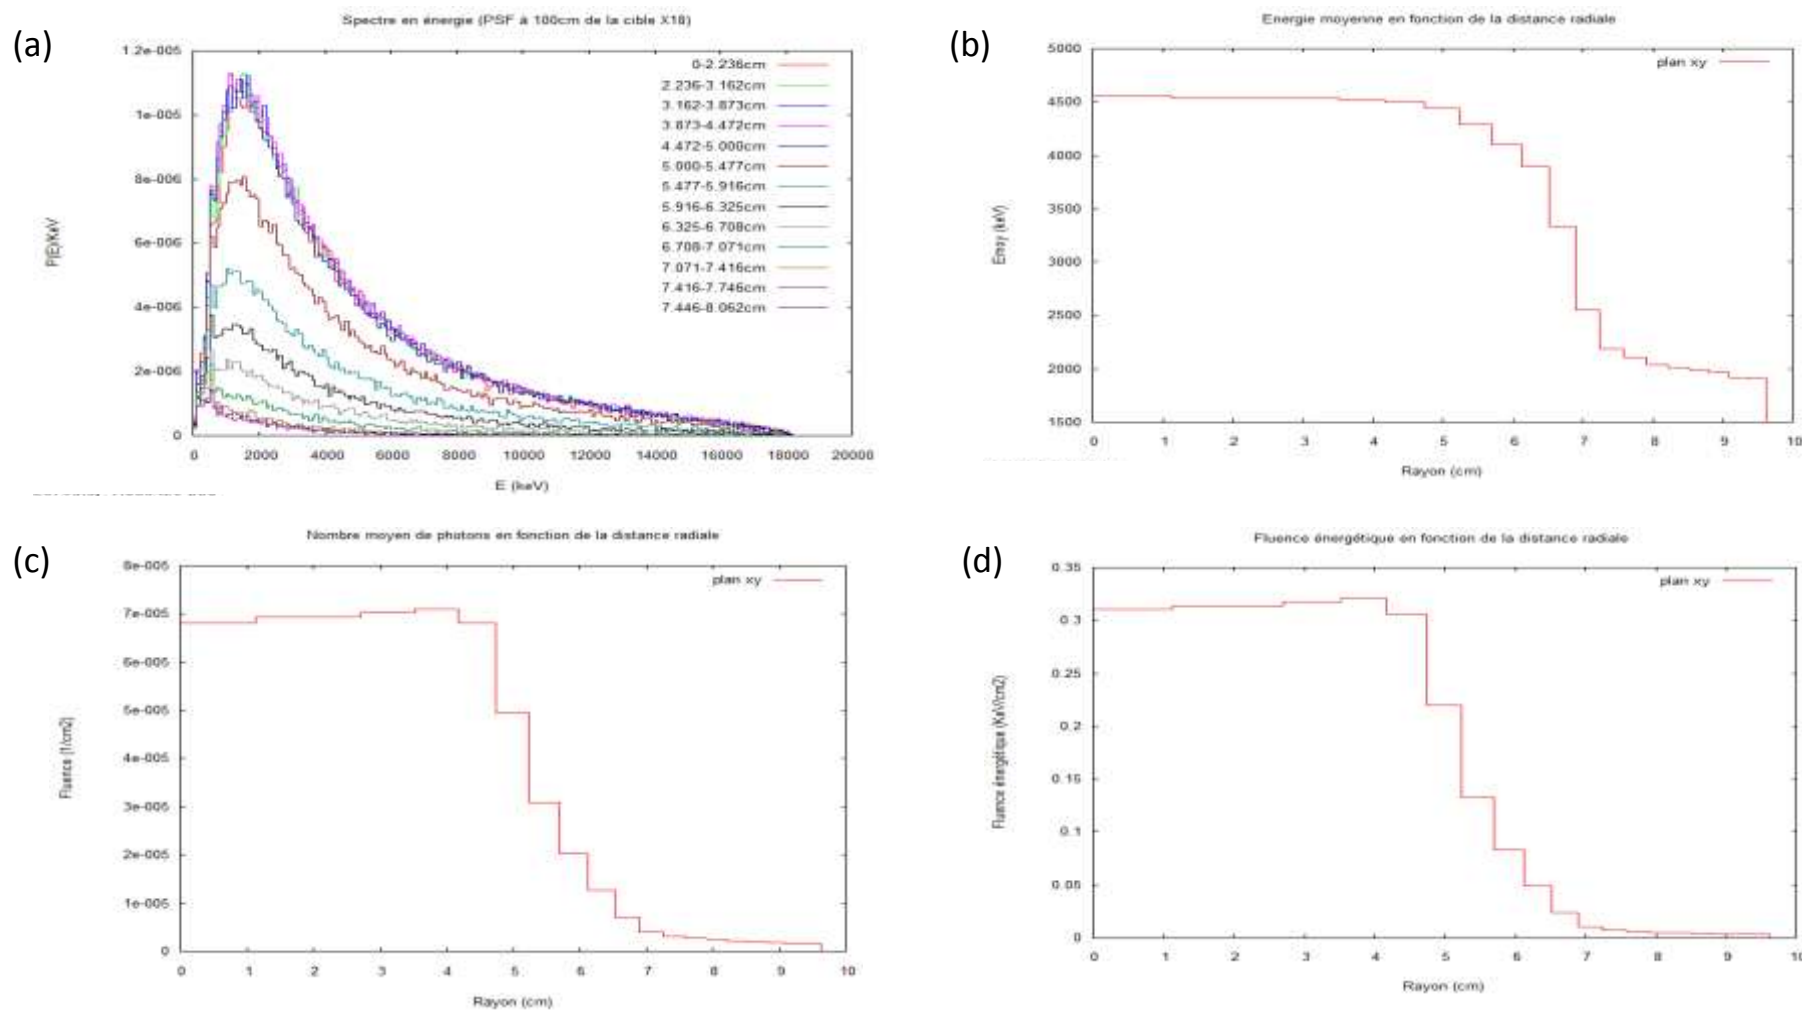 (a)
Spectre en énergie (PSF à 100cm de la cible X18)
1.2e-005
1e-005
8e-006
6e-006
4e-006
2e-006
0
P(E)/KeV
0-2.236cm
2.236-3.162cm
3.162-3.873cm
3.873-4.472cm
4.472-5.000cm
5.000-5.477cm
5.477-5.916cm
5.916-6.325cm
6.325-6.708cm
6.708-7.071cm
7.071-7.416cm
7.416-7.746cm
7.446-8.062cm
0 2000 4000 6000 8000 10000 12000 14000 16000 18000 20000
E (keV)
(b)
Energie moyenne en fonction de la distance radiale
plan xy
5000
4500
4000
3500
3000
2500
2000
1500
Emoy (keV)
0 1 2 3 4 5 6 7 8 9 10
Rayon (cm)
(c)
Nombre moyen de photons en fonction de la distance radiale
plan xy
8e-005
7e-005
6e-005
5e-005
4e-005
3e-005
2e-005
1e-005
0
Fluence (1/cm2)
0 1 2 3 4 5 6 7 8 9 10
Rayon (cm)
(d)
Fluence énergétique en fonction de la distance radiale
plan xy
0.35
0.3
0.25
0.2
0.15
0.1
0.05
0
Fluence énergétique (KeV/cm2)
0 1 2 3 4 5 6 7 8 9
Rayon (cm)